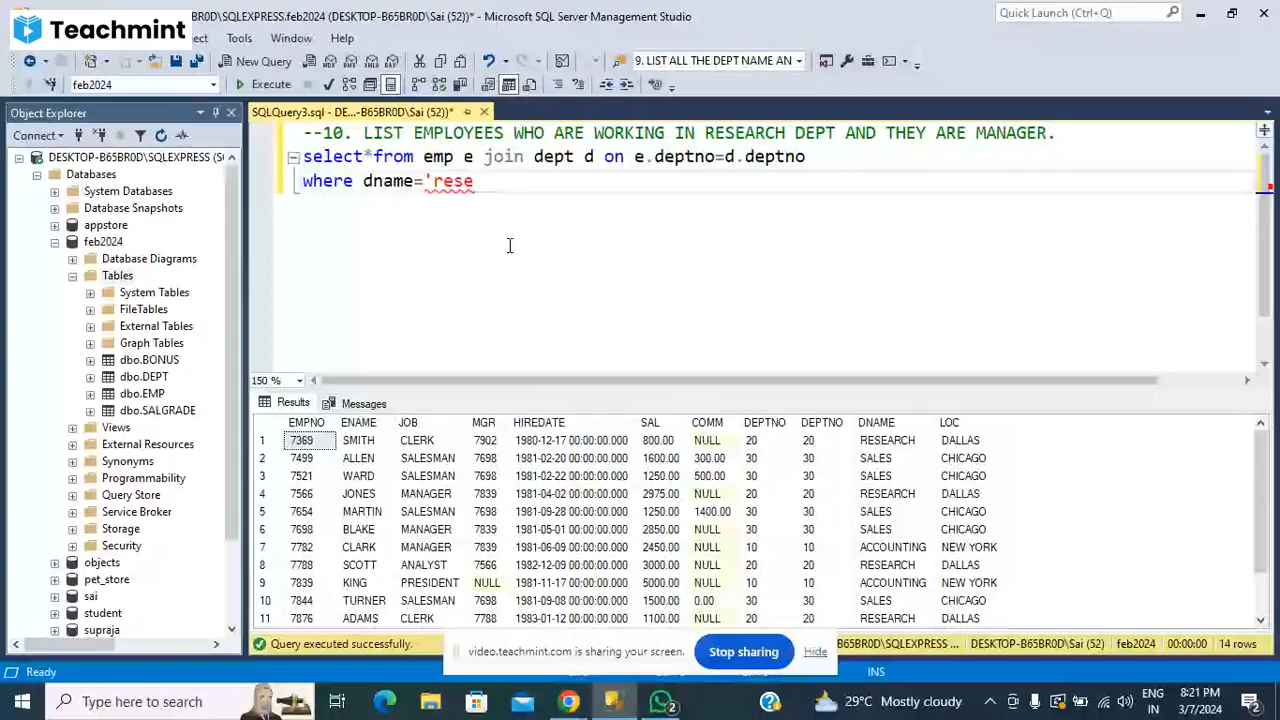 Teachmint
\SQLEXPRESS.feb2024 (DESKTOP-B65BR0D\Sai (52))* - Microsoft SQL Server Management Studio
Quick Launch (Ctrl+Q)
Tools Window Help
New Query
9. LIST ALL THE DEPT NAME AN
feb2024
Execute
Object Explorer
SQLQuery3.sql - DE...-B65BR0D\Sai (52))*
Connect
DESKTOP-B65BR0D\SQLEXPRESS (
Databases
System Databases
Database Snapshots
appstore
feb2024
Database Diagrams
Tables
System Tables
FileTables
External Tables
Graph Tables
dbo.BONUS
dbo.DEPT
dbo.EMP
dbo.SALGRADE
Views
External Resources
Synonyms
Programmability
Query Store
Service Broker
Storage
Security
objects
pet_store
sai
student
supraja
--10. LIST EMPLOYEES WHO ARE WORKING IN RESEARCH DEPT AND THEY ARE MANAGER.
select*from emp e join dept d on e.deptno=d.deptno
where dname='rese
150 %
Results Messages
EMPNO ENAME JOB MGR HIREDATE SAL COMM DEPTNO DEPTNO DNAME LOC
1 7369 SMITH CLERK 7902 1980-12-17 00:00:00.000 800.00 NULL 20 20 RESEARCH DALLAS
2 7499 ALLEN SALESMAN 7698 1981-02-20 00:00:00.000 1600.00 300.00 30 30 SALES CHICAGO
3 7521 WARD SALESMAN 7698 1981-02-22 00:00:00.000 1250.00 500.00 30 30 SALES CHICAGO
4 7566 JONES MANAGER 7839 1981-04-02 00:00:00.000 2975.00 NULL 20 20 RESEARCH DALLAS
5 7654 MARTIN SALESMAN 7698 1981-09-28 00:00:00.000 1250.00 1400.00 30 30 SALES CHICAGO
6 7698 BLAKE MANAGER 7839 1981-05-01 00:00:00.000 2850.00 NULL 30 30 SALES CHICAGO
7 7782 CLARK MANAGER 7839 1981-06-09 00:00:00.000 2450.00 NULL 10 10 ACCOUNTING NEW YORK
8 7788 SCOTT ANALYST 7566 1982-12-09 00:00:00.000 3000.00 NULL 20 20 RESEARCH DALLAS
9 7839 KING PRESIDENT NULL 1981-11-17 00:00:00.000 5000.00 NULL 10 10 ACCOUNTING NEW YORK
10 7844 TURNER SALESMAN 7698 1981-09-08 00:00:00.000 1500.00 0.00 30 30 SALES CHICAGO
11 7876 ADAMS CLERK 7788 1983-01-12 00:00:00.000 1100.00 NULL 20 20 RESEARCH DALLAS
Query executed successfully.
-B65BR0D\SQLEXPRESS ... DESKTOP-B65BR0D\Sai (52) feb2024 00:00:00 14 rows
video.teachmint.com is sharing your screen. Stop sharing Hide
Ready
INS
Type here to search
2
29°C Mostly cloudy
ENG
IN
8:21 PM
3/7/2024